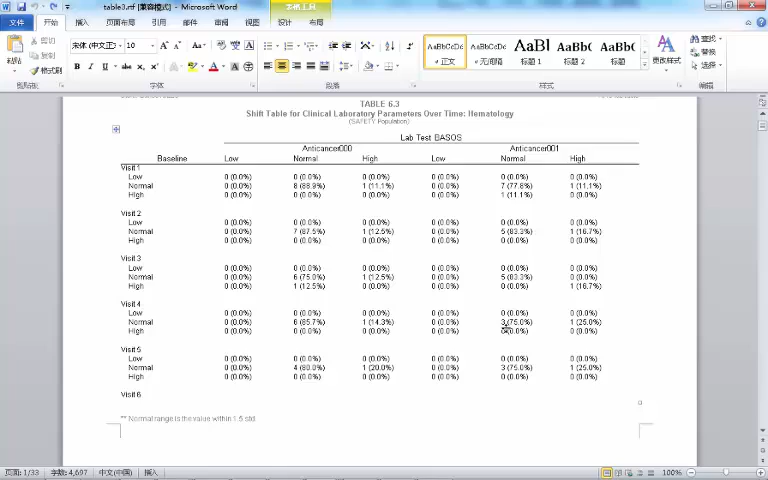 table3.rtf [兼容模式] - Microsoft Word
表格工具
文件 开始 插入 页面布局 引用 邮件 审阅 视图 设计 布局
粘贴 剪切 复制 格式刷
宋体 (中文正) 10
AaBbCcDc AaBbCcDc AaBl AaBb( AaBb(
正文 无间隔 标题 1 标题 2 标题
更改样式
查找 替换 选择
剪贴板 字体 段落 样式 编辑
TABLE 6.3
Shift Table for Clinical Laboratory Parameters Over Time: Hematology
(SAFETY Population)
Lab Test BASOS
Anticancer000 Anticancer001
Baseline Low Normal High Low Normal High
Visit 1
Low 0 (0.0%) 0 (0.0%) 0 (0.0%) 0 (0.0%) 0 (0.0%) 0 (0.0%)
Normal 0 (0.0%) 8 (88.9%) 1 (11.1%) 0 (0.0%) 7 (77.8%) 1 (11.1%)
High 0 (0.0%) 0 (0.0%) 0 (0.0%) 0 (0.0%) 1 (11.1%) 0 (0.0%)
Visit 2
Low 0 (0.0%) 0 (0.0%) 0 (0.0%) 0 (0.0%) 0 (0.0%) 0 (0.0%)
Normal 0 (0.0%) 7 (87.5%) 1 (12.5%) 0 (0.0%) 5 (83.3%) 1 (16.7%)
High 0 (0.0%) 0 (0.0%) 0 (0.0%) 0 (0.0%) 0 (0.0%) 0 (0.0%)
Visit 3
Low 0 (0.0%) 0 (0.0%) 0 (0.0%) 0 (0.0%) 0 (0.0%) 0 (0.0%)
Normal 0 (0.0%) 6 (75.0%) 1 (12.5%) 0 (0.0%) 5 (83.3%) 0 (0.0%)
High 0 (0.0%) 1 (12.5%) 0 (0.0%) 0 (0.0%) 0 (0.0%) 1 (16.7%)
Visit 4
Low 0 (0.0%) 0 (0.0%) 0 (0.0%) 0 (0.0%) 0 (0.0%) 0 (0.0%)
Normal 0 (0.0%) 6 (85.7%) 1 (14.3%) 0 (0.0%) 3 (75.0%) 1 (25.0%)
High 0 (0.0%) 0 (0.0%) 0 (0.0%) 0 (0.0%) 0 (0.0%) 0 (0.0%)
Visit 5
Low 0 (0.0%) 0 (0.0%) 0 (0.0%) 0 (0.0%) 0 (0.0%) 0 (0.0%)
Normal 0 (0.0%) 4 (80.0%) 1 (20.0%) 0 (0.0%) 3 (75.0%) 1 (25.0%)
High 0 (0.0%) 0 (0.0%) 0 (0.0%) 0 (0.0%) 0 (0.0%) 0 (0.0%)
Visit 6
** Normal range is the value within 1.5 std.
页面: 1/33 字数: 4,697 中文(中国) 插入 100%